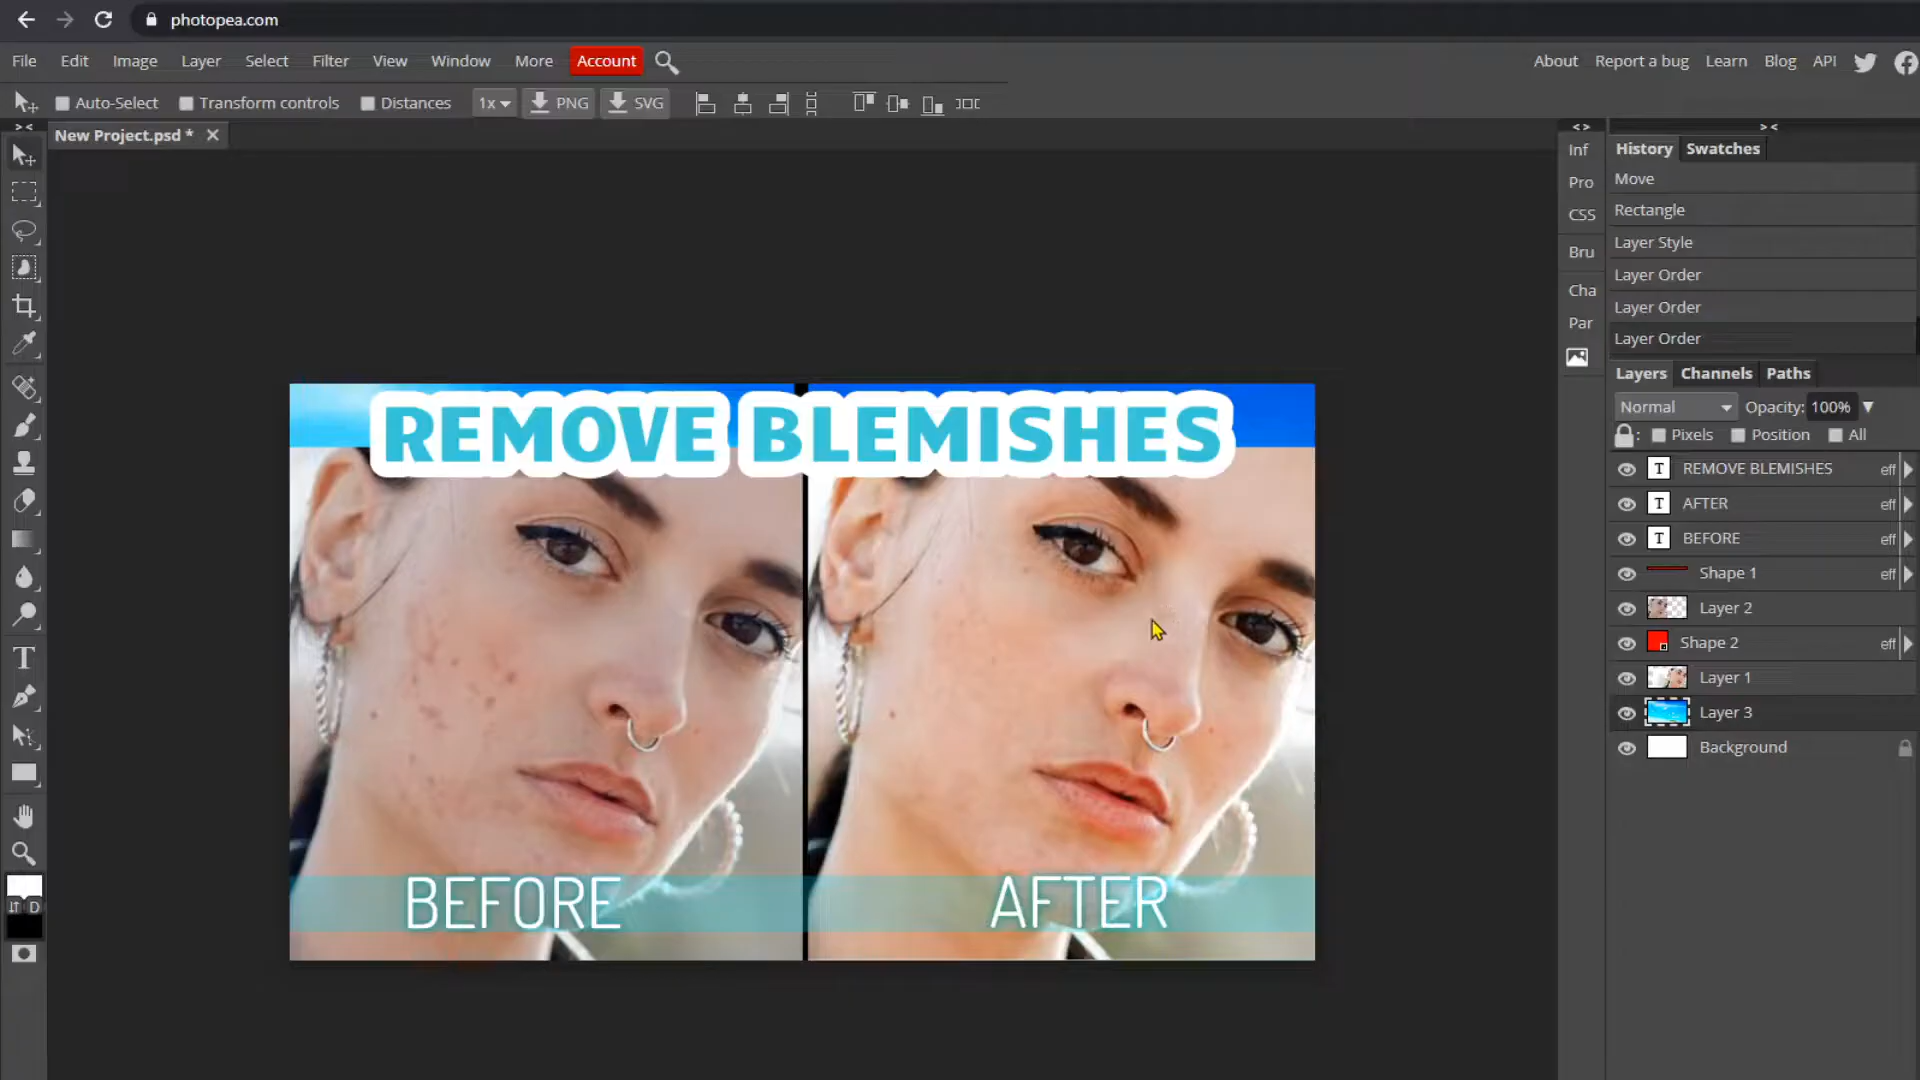 photopea.com
File Edit Image Layer Select Filter View Window More Account About Report a bug Learn Blog API
Auto-Select Transform controls Distances 1x PNG SVG
New Project.psd *
Inf
Pro
CSS
Bru
Cha
Par
History Swatches
Move
Rectangle
Layer Style
Layer Order
Layer Order
Layer Order
Layers Channels Paths
Normal Opacity: 100%
: Pixels Position All
T REMOVE BLEMISHES eff
T AFTER eff
T BEFORE eff
Shape 1 eff
Layer 2
Shape 2 eff
Layer 1
Layer 3
Background
REMOVE BLEMISHES
BEFORE AFTER
T
D